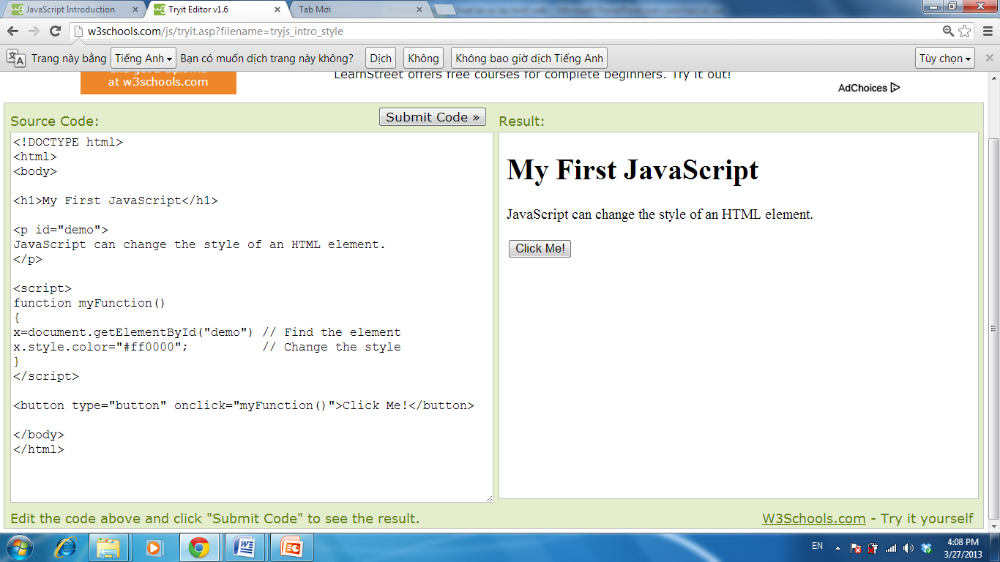 JavaScript Introduction
Tryit Editor v1.6
Tab Mới
w3schools.com/js/tryit.asp?filename=tryjs_intro_style
Trang này bằng Tiếng Anh Bạn có muốn dịch trang này không? Dịch Không Không bao giờ dịch Tiếng Anh Tùy chọn
at w3schools.com
LearnStreet offers free courses for complete beginners. Try it out!
AdChoices
Source Code:
Submit Code »
<!DOCTYPE html>
<html>
<body>
<h1>My First JavaScript</h1>
<p id="demo">
JavaScript can change the style of an HTML element.
</p>
<script>
function myFunction()
{
x=document.getElementById("demo") // Find the element
x.style.color="#ff0000"; // Change the style
}
</script>
<button type="button" onclick="myFunction()">Click Me!</button>
</body>
</html>
Result:
My First JavaScript
JavaScript can change the style of an HTML element.
Click Me!
Edit the code above and click "Submit Code" to see the result.
W3Schools.com - Try it yourself
EN
4:08 PM
3/27/2013